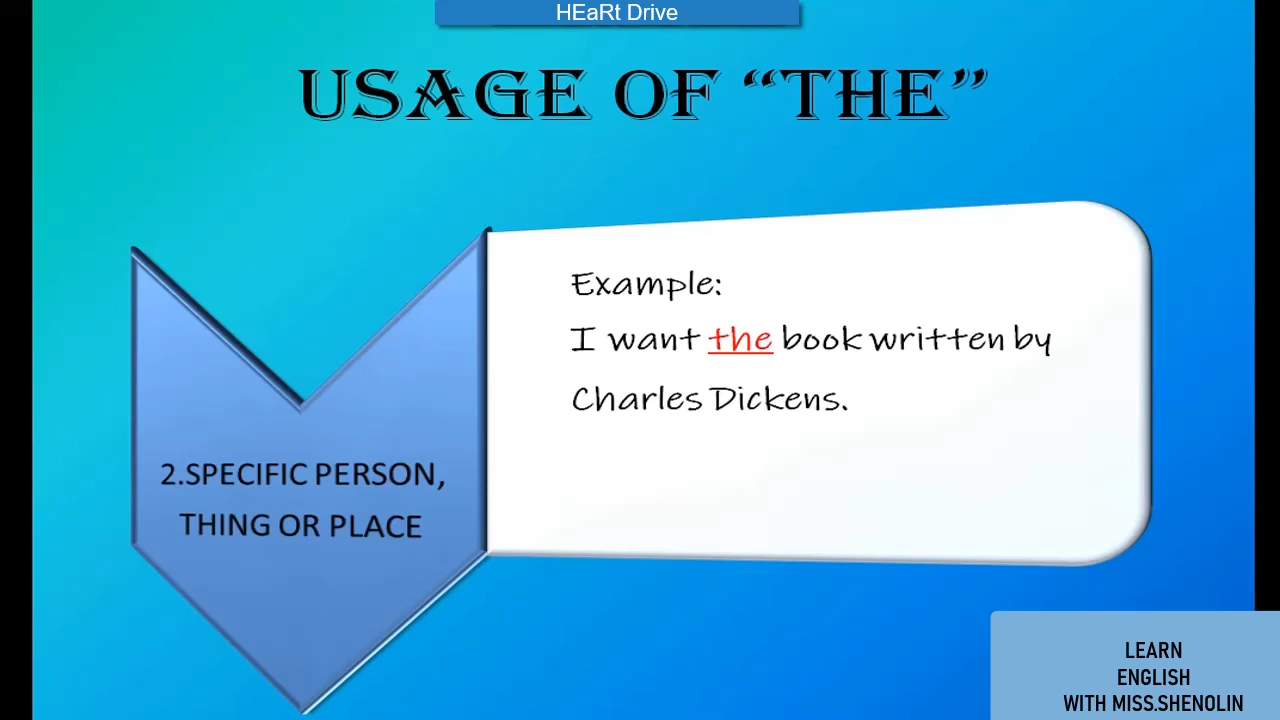 HEaRt Drive
USAGE OF “THE”
Example:
I want the book written by
Charles Dickens.
2.SPECIFIC PERSON,
THING OR PLACE
LEARN
ENGLISH
WITH MISS.SHENOLIN